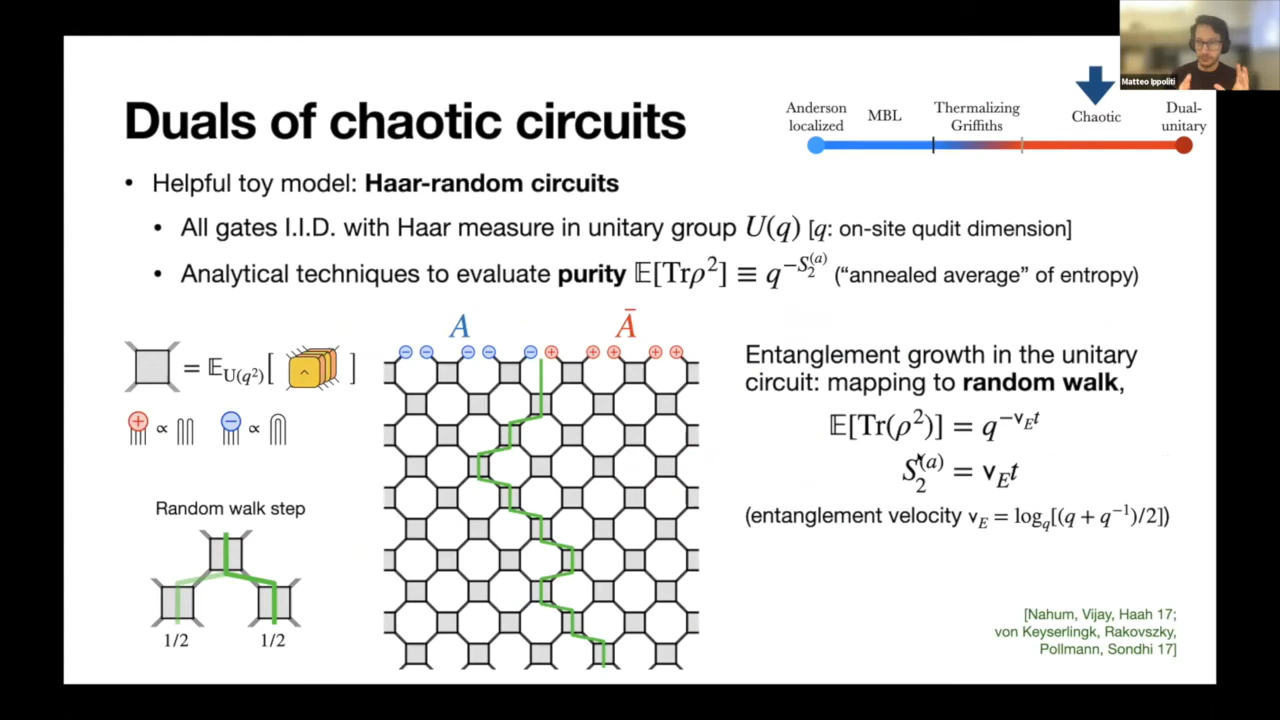 Matteo Ippoliti
Duals of chaotic circuits
Anderson localized
MBL
Thermalizing Griffiths
Chaotic
Dual-unitary
• Helpful toy model: Haar-random circuits
• All gates I.I.D. with Haar measure in unitary group U(q) [q: on-site qudit dimension]
• Analytical techniques to evaluate purity 𝔼[Trρ²] ≡ q^{-S₂^{(a)}} (“annealed average” of entropy)
A
Ā
− − − − − + + + + +
= 𝔼_{U(q²)}[ ]
+ ∝
− ∝
Random walk step
1/2
1/2
Entanglement growth in the unitary
circuit: mapping to random walk,
𝔼[Tr(ρ²)] = q^{-v_E t}
S₂^{(a)} = v_E t
(entanglement velocity v_E = log_q[(q + q⁻¹)/2])
[Nahum, Vijay, Haah 17;
von Keyserlingk, Rakovszky,
Pollmann, Sondhi 17]